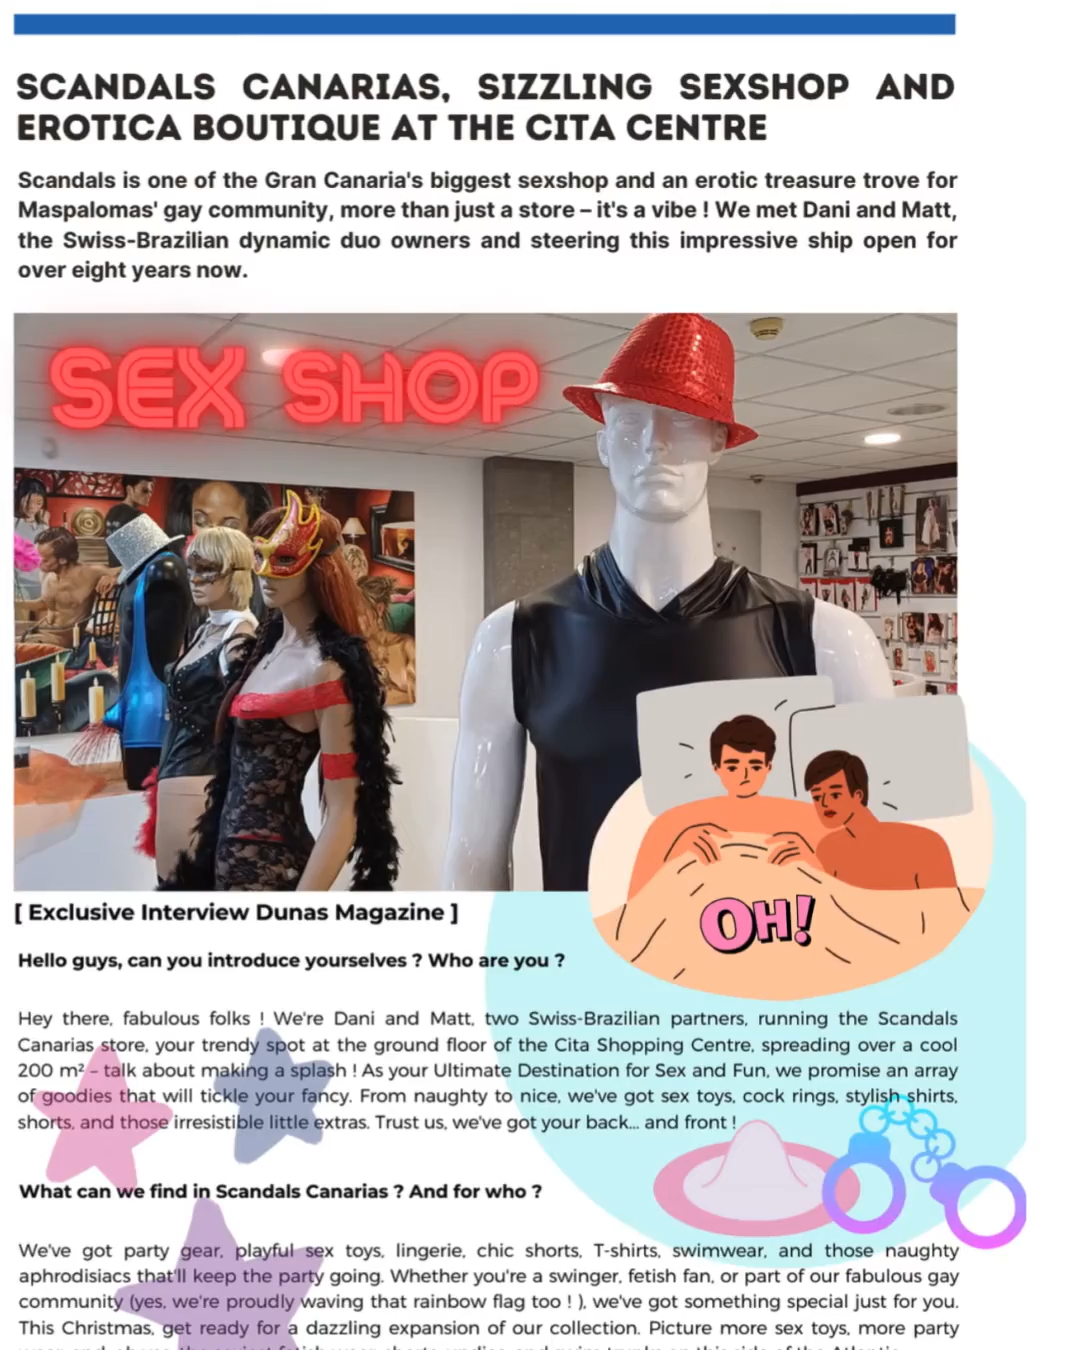 SCANDALS CANARIAS, SIZZLING SEXSHOP AND
EROTICA BOUTIQUE AT THE CITA CENTRE
Scandals is one of the Gran Canaria's biggest sexshop and an erotic treasure trove for
Maspalomas' gay community, more than just a store – it's a vibe ! We met Dani and Matt,
the Swiss-Brazilian dynamic duo owners and steering this impressive ship open for
over eight years now.
SEX SHOP
OH!
[ Exclusive Interview Dunas Magazine ]
Hello guys, can you introduce yourselves ? Who are you ?
Hey there, fabulous folks ! We're Dani and Matt, two Swiss-Brazilian partners, running the Scandals
Canarias store, your trendy spot at the ground floor of the Cita Shopping Centre, spreading over a cool
200 m² – talk about making a splash ! As your Ultimate Destination for Sex and Fun, we promise an array
of goodies that will tickle your fancy. From naughty to nice, we've got sex toys, cock rings, stylish shirts,
shorts, and those irresistible little extras. Trust us, we've got your back... and front !
What can we find in Scandals Canarias ? And for who ?
We've got party gear, playful sex toys, lingerie, chic shorts, T-shirts, swimwear, and those naughty
aphrodisiacs that'll keep the party going. Whether you're a swinger, fetish fan, or part of our fabulous gay
community (yes, we're proudly waving that rainbow flag too ! ), we've got something special just for you.
This Christmas, get ready for a dazzling expansion of our collection. Picture more sex toys, more party